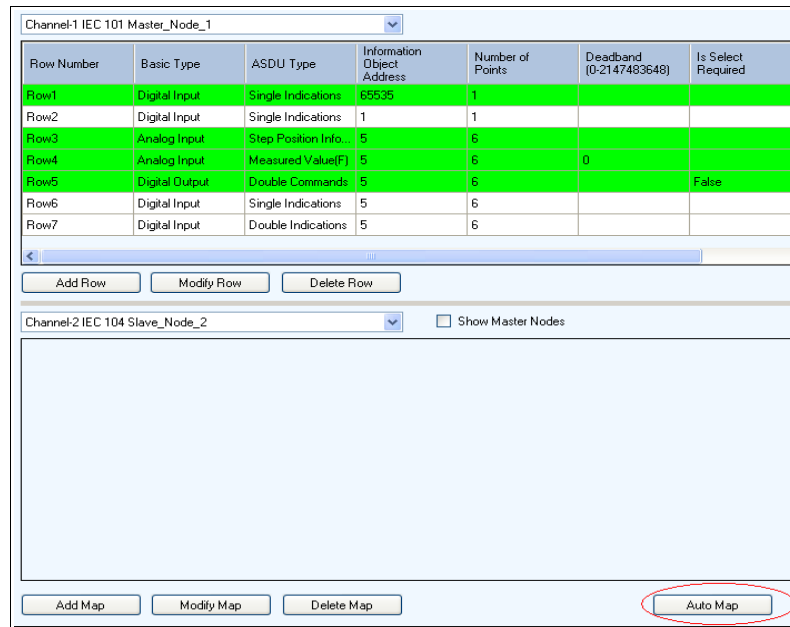 Channel-1 IEC 101 Master_Node_1
Row Number Basic Type ASDU Type Information Object Address Number of Points Deadband (0-2147483648) Is Select Required
Row1 Digital Input Single Indications 65535 1
Row2 Digital Input Single Indications 1 1
Row3 Analog Input Step Position Info... 5 6
Row4 Analog Input Measured Value(F) 5 6 0
Row5 Digital Output Double Commands 5 6 False
Row6 Digital Input Single Indications 5 6
Row7 Digital Input Double Indications 5 6
Add Row Modify Row Delete Row
Channel-2 IEC 104 Slave_Node_2 Show Master Nodes
Add Map Modify Map Delete Map Auto Map